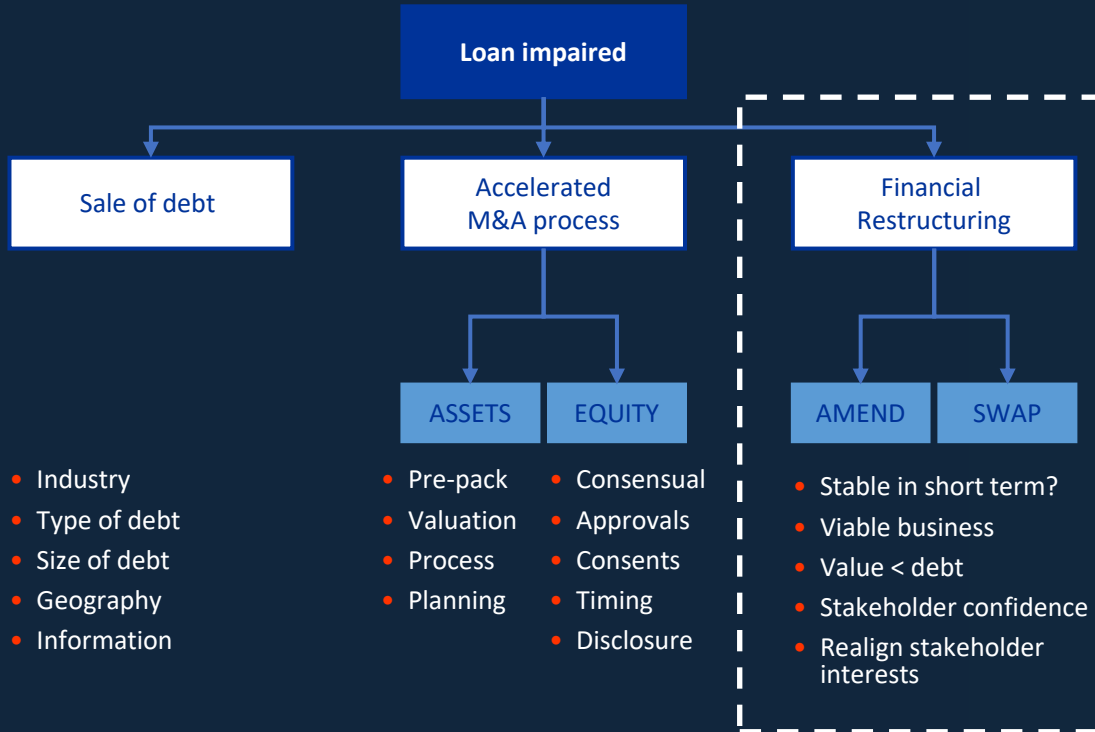 Loan impaired
Sale of debt
Accelerated
M&A process
Financial
Restructuring
ASSETS
EQUITY
AMEND
SWAP
• Industry
• Type of debt
• Size of debt
• Geography
• Information
• Pre-pack
• Valuation
• Process
• Planning
• Consensual
• Approvals
• Consents
• Timing
• Disclosure
• Stable in short term?
• Viable business
• Value < debt
• Stakeholder confidence
• Realign stakeholder
interests